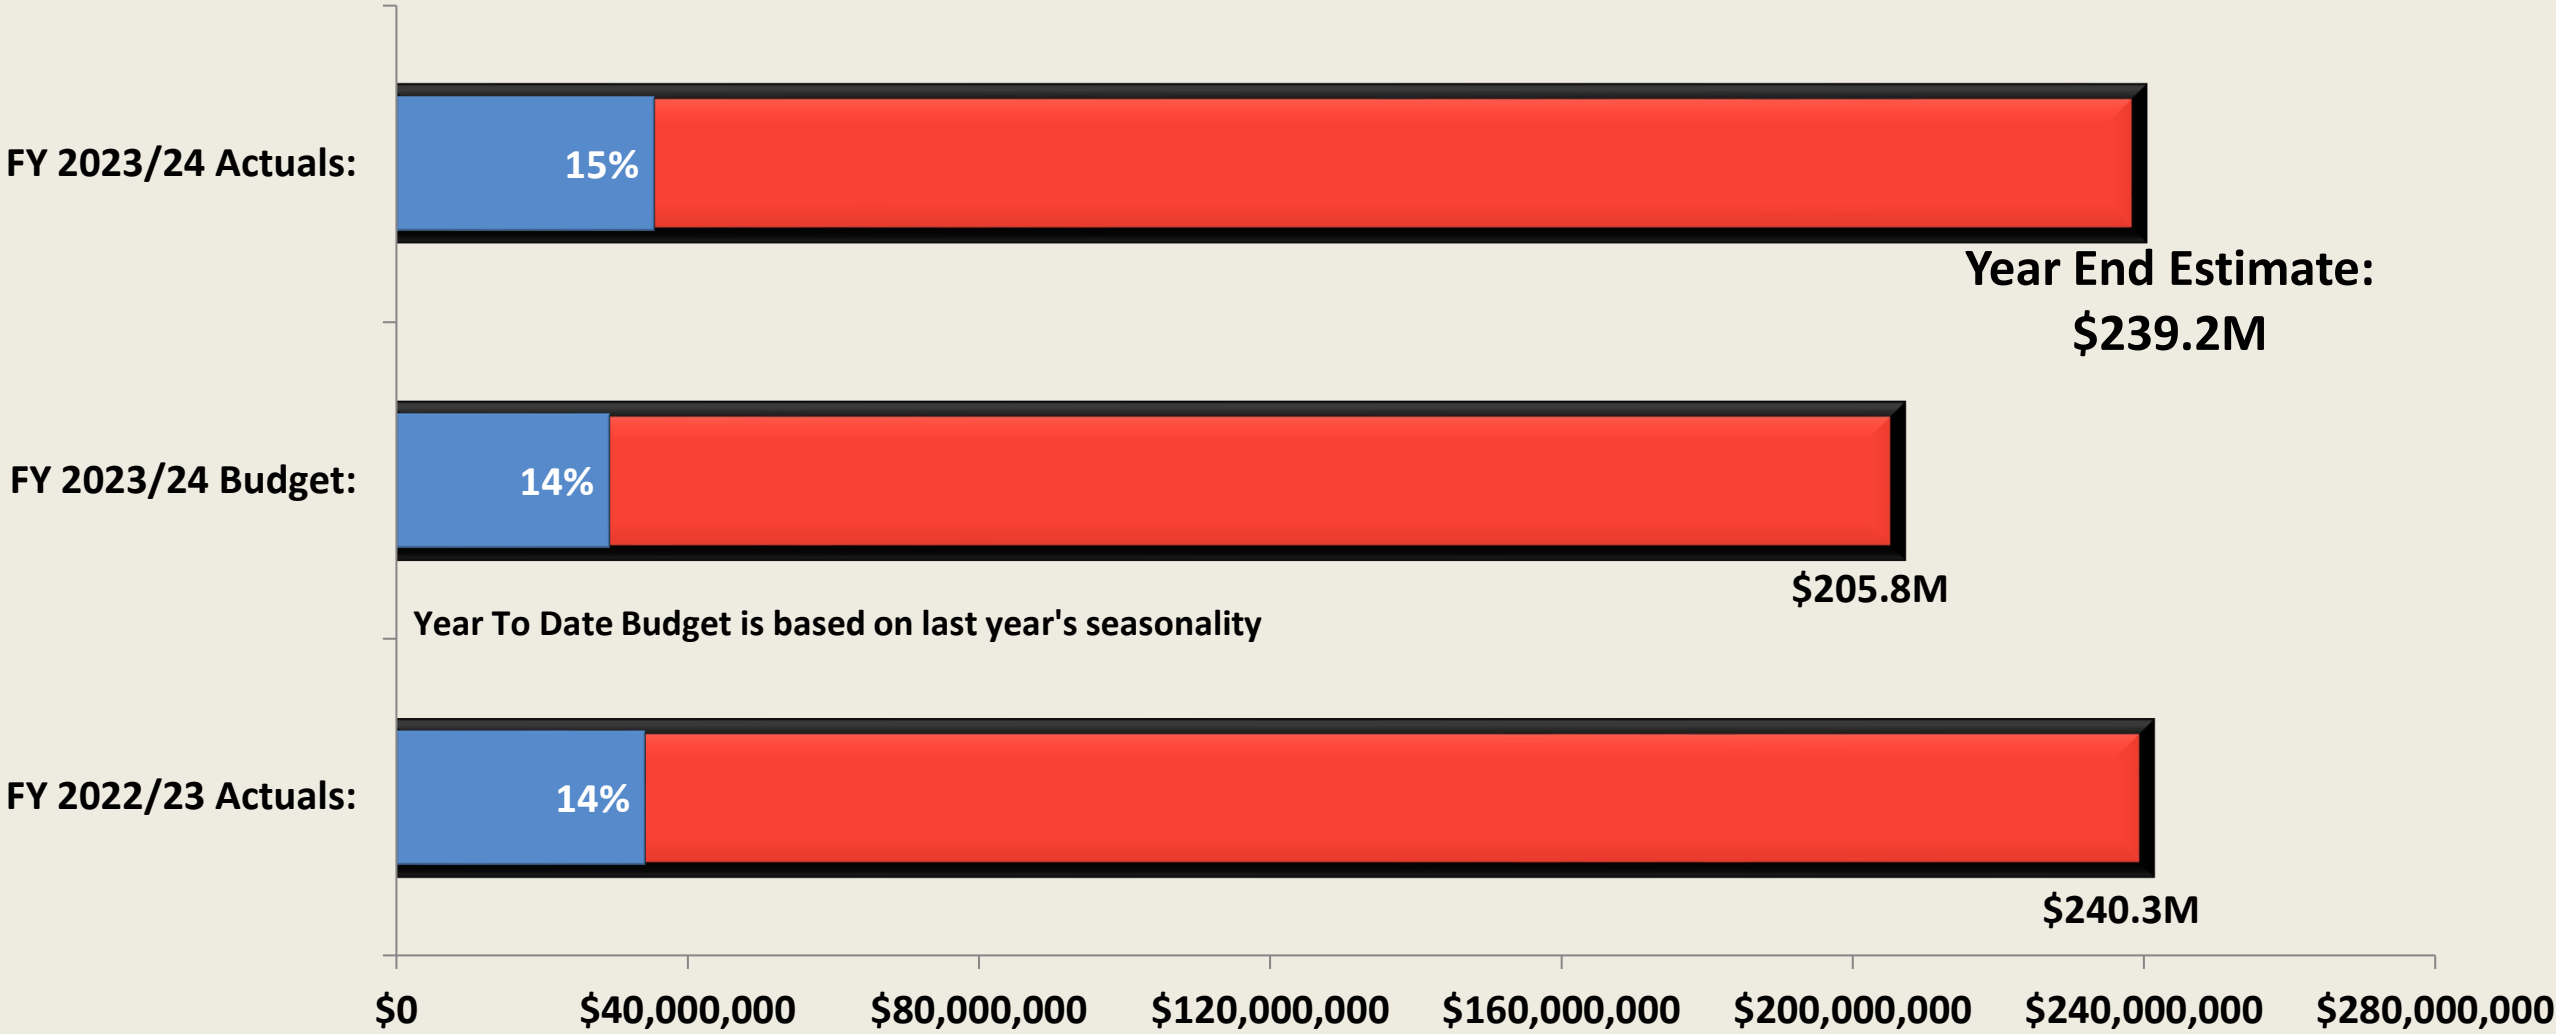 FY 2023/24 Actuals:
15%
Year End Estimate:
$239.2M
FY 2023/24 Budget:
14%
$205.8M
Year To Date Budget is based on last year's seasonality
FY 2022/23 Actuals:
14%
$240.3M
$0 $40,000,000 $80,000,000 $120,000,000 $160,000,000 $200,000,000 $240,000,000 $280,000,000